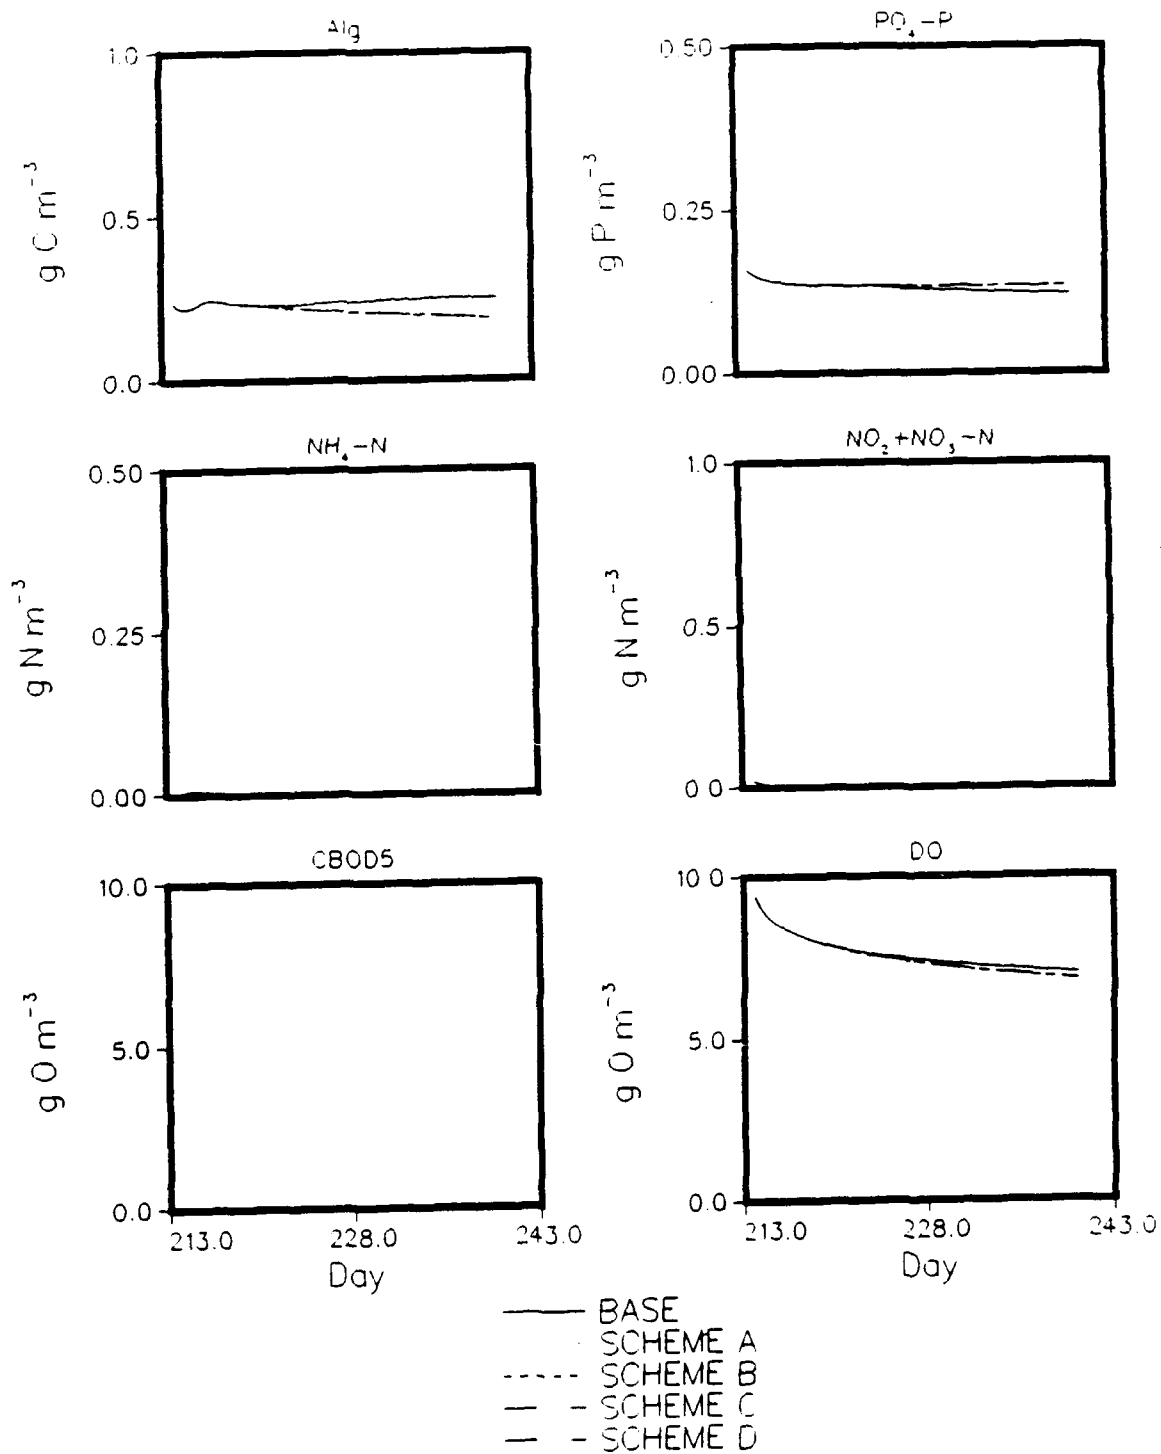 Alg
1.0
0.5
0.0
g C m⁻³
PO₄-P
0.50
0.25
0.00
g P m⁻³
NH₄-N
0.50
0.25
0.00
g N m⁻³
NO₂+NO₃-N
1.0
0.5
0 0
g N m⁻³
CBOD5
10.0
5.0
0.0
g O m⁻³
213.0 228.0 243.0
Day
DO
10 0
5.0
0.0
g O m⁻³
213.0 228.0 243.0
Day
BASE
SCHEME A
SCHEME B
SCHEME C
SCHEME D